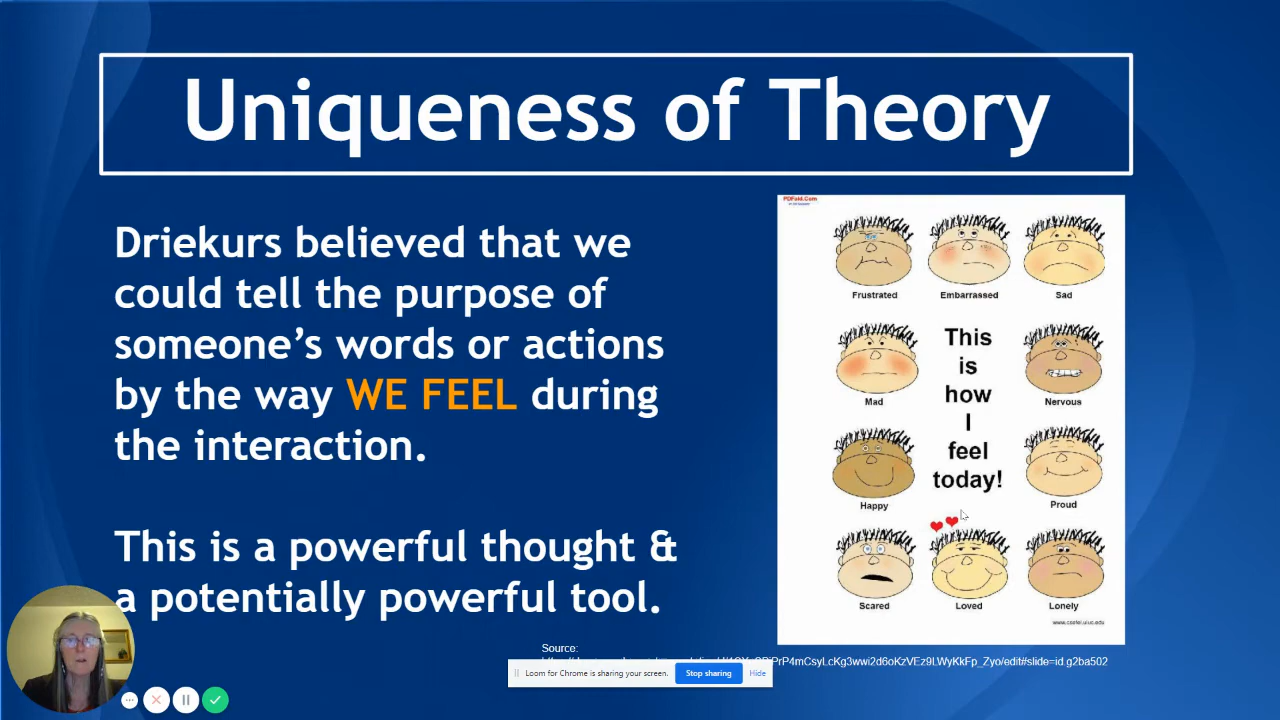 Uniqueness of Theory
Driekurs believed that we
could tell the purpose of
someone's words or actions
by the way WE FEEL during
the interaction.
This is a powerful thought &
a potentially powerful tool.
PDFaid.Com
Frustrated
Embarrassed
Sad
This
is
how
I
feel
today!
Mad
Nervous
Happy
Proud
Scared
Loved
Lonely
Source:
Loom for Chrome is sharing your screen.
Stop sharing
Hide